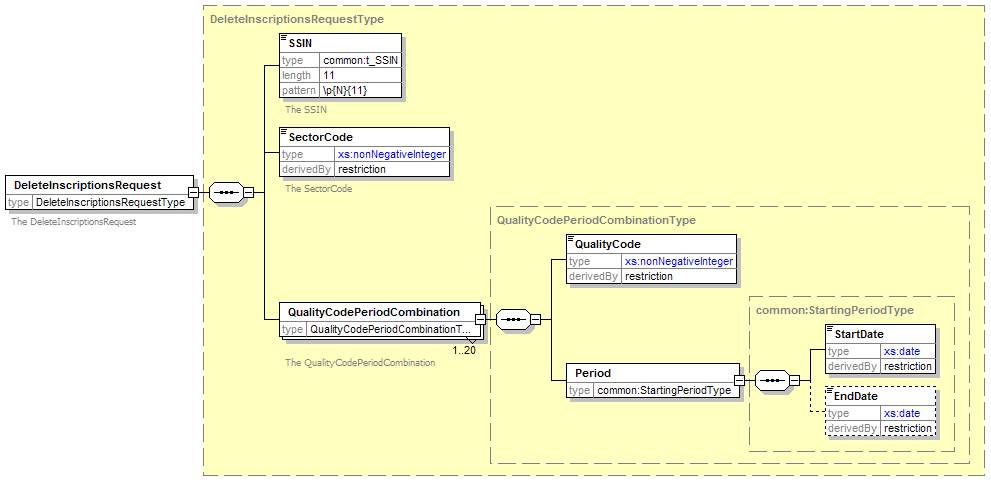 DeleteInscriptionsRequestType
SSIN
type common:t_SSIN
length 11
pattern \p{N}{11}
The SSIN
SectorCode
type xs:nonNegativeInteger
derivedBy restriction
The SectorCode
DeleteInscriptionsRequest
type DeleteInscriptionsRequestType
The DeleteInscriptionsRequest
QualityCodePeriodCombinationType
QualityCode
type xs:nonNegativeInteger
derivedBy restriction
QualityCodePeriodCombination
type QualityCodePeriodCombinationT...
1..20
The QualityCodePeriodCombination
common:StartingPeriodType
StartDate
type xs:date
derivedBy restriction
Period
type common:StartingPeriodType
EndDate
type xs:date
derivedBy restriction